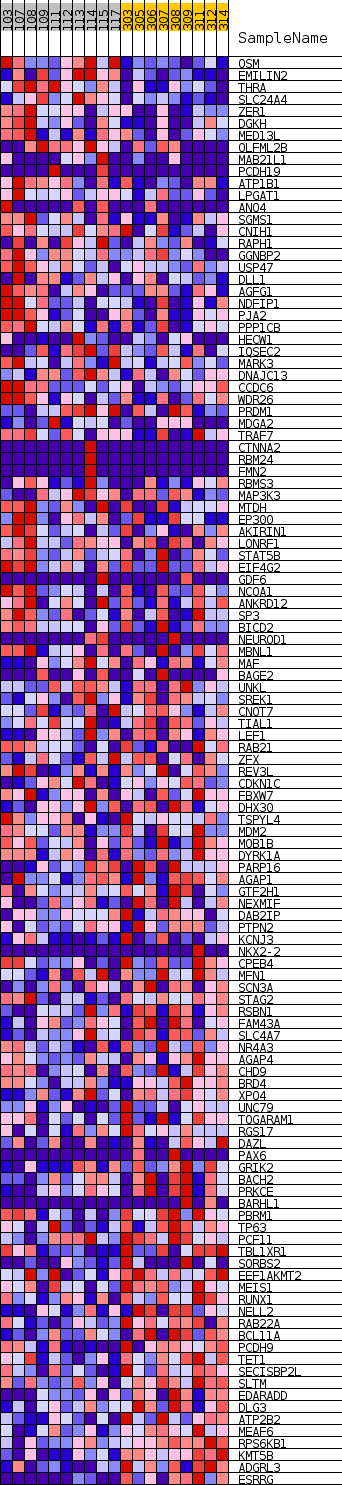 103 107 108 109 111 112 113 114 115 117 303 305 306 307 308 309 311 312 314
SampleName
OSM
EMILIN2
THRA
SLC24A4
ZER1
DGKH
MED13L
OLFML2B
MAB21L1
PCDH19
ATP1B1
LPGAT1
ANO4
SGMS1
CNIH1
RAPH1
GGNBP2
USP47
DLL1
AGFG1
NDFIP1
PJA2
PPP1CB
HECW1
IQSEC2
MARK3
DNAJC13
CCDC6
WDR26
PRDM1
MDGA2
TRAF7
CTNNA2
RBM24
FMN2
RBMS3
MAP3K3
MTDH
EP300
AKIRIN1
LONRF1
STAT5B
EIF4G2
GDF6
NCOA1
ANKRD12
SP3
BICD2
NEUROD1
MBNL1
MAF
BAGE2
UNKL
SREK1
CNOT7
TIAL1
LEF1
RAB21
ZFX
REV3L
CDKN1C
FBXW7
DHX30
TSPYL4
MDM2
MOB1B
DYRK1A
PARP16
AGAP1
GTF2H1
NEXMIF
DAB2IP
PTPN2
KCNJ3
NKX2-2
CPEB4
MFN1
SCN3A
STAG2
RSBN1
FAM43A
SLC4A7
NR4A3
AGAP4
CHD9
BRD4
XPO4
UNC79
TOGARAM1
RGS17
DAZL
PAX6
GRIK2
BACH2
PRKCE
BARHL1
PBRM1
TP63
PCF11
TBL1XR1
SORBS2
EEF1AKMT2
MEIS1
RUNX1
NELL2
RAB22A
BCL11A
PCDH9
TET1
SECISBP2L
SLTM
EDARADD
DLG3
ATP2B2
MEAF6
RPS6KB1
KMT5B
ADGRL3
ESRRG